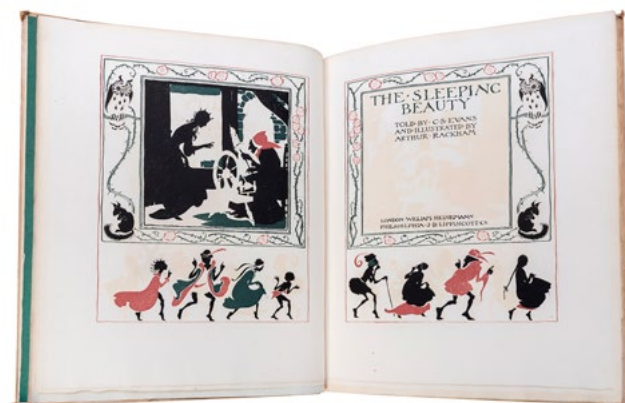 THE·SLEEPING
BEAUTY
TOLD·BY·C·S·EVANS
AND·ILLUSTRATED·BY
ARTHUR·RACKHAM
LONDON·WILLIAM·HEINEMANN
PHILADELPHIA·J·B·LIPPINCOTT·Co